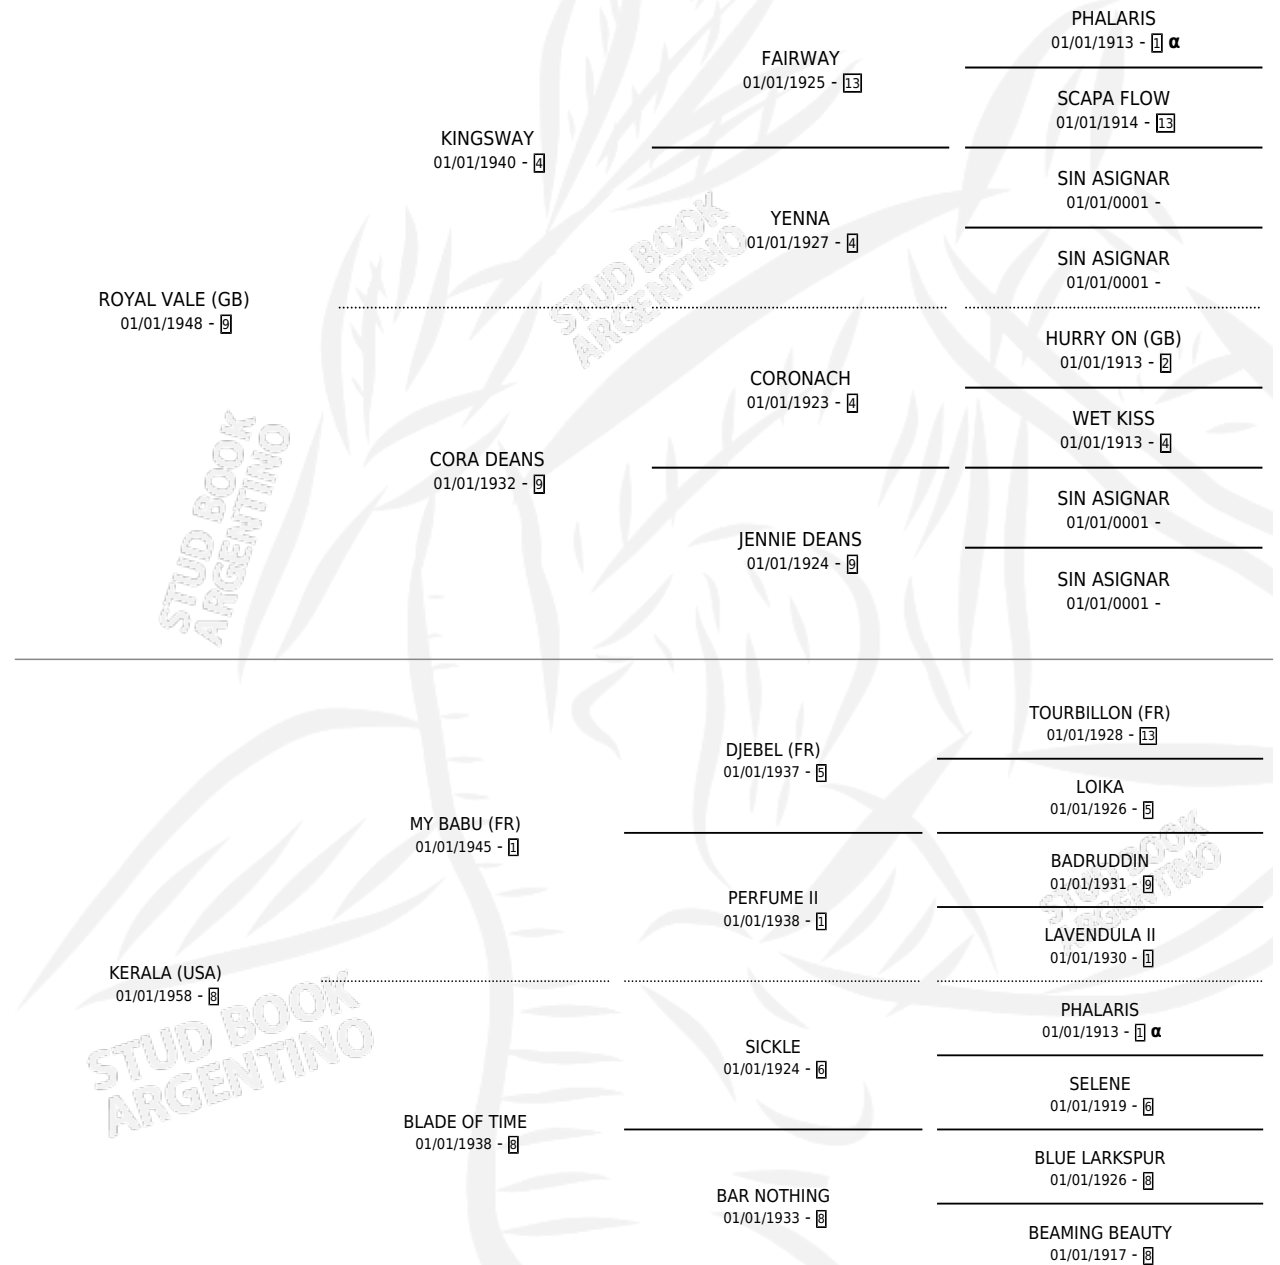 PHALARIS
01/01/1913 - 1 α
FAIRWAY
01/01/1925 - 13
SCAPA FLOW
01/01/1914 - 13
KINGSWAY
01/01/1940 - 4
SIN ASIGNAR
01/01/0001 -
YENNA
01/01/1927 - 4
SIN ASIGNAR
01/01/0001 -
STUD BOOK
ARGENTINO
ROYAL VALE (GB)
01/01/1948 - 9
HURRY ON (GB)
01/01/1913 - 2
CORONACH
01/01/1923 - 4
WET KISS
01/01/1913 - 4
CORA DEANS
01/01/1932 - 9
SIN ASIGNAR
01/01/0001 -
JENNIE DEANS
01/01/1924 - 9
SIN ASIGNAR
01/01/0001 -
STUD BOOK
ARGENTINO
TOURBILLON (FR)
01/01/1928 - 13
DJEBEL (FR)
01/01/1937 - 5
LOIKA
01/01/1926 - 5
MY BABU (FR)
01/01/1945 - 1
BADRUDDIN
01/01/1931 - 9
PERFUME II
01/01/1938 - 1
LAVENDULA II
01/01/1930 - 1
STUD BOOK
ARGENTINO
KERALA (USA)
01/01/1958 - 8
PHALARIS
01/01/1913 - 1 α
SICKLE
01/01/1924 - 6
SELENE
01/01/1919 - 6
BLADE OF TIME
01/01/1938 - 8
BLUE LARKSPUR
01/01/1926 - 8
BAR NOTHING
01/01/1933 - 8
BEAMING BEAUTY
01/01/1917 - 8
STUD BOOK
ARGENTINO